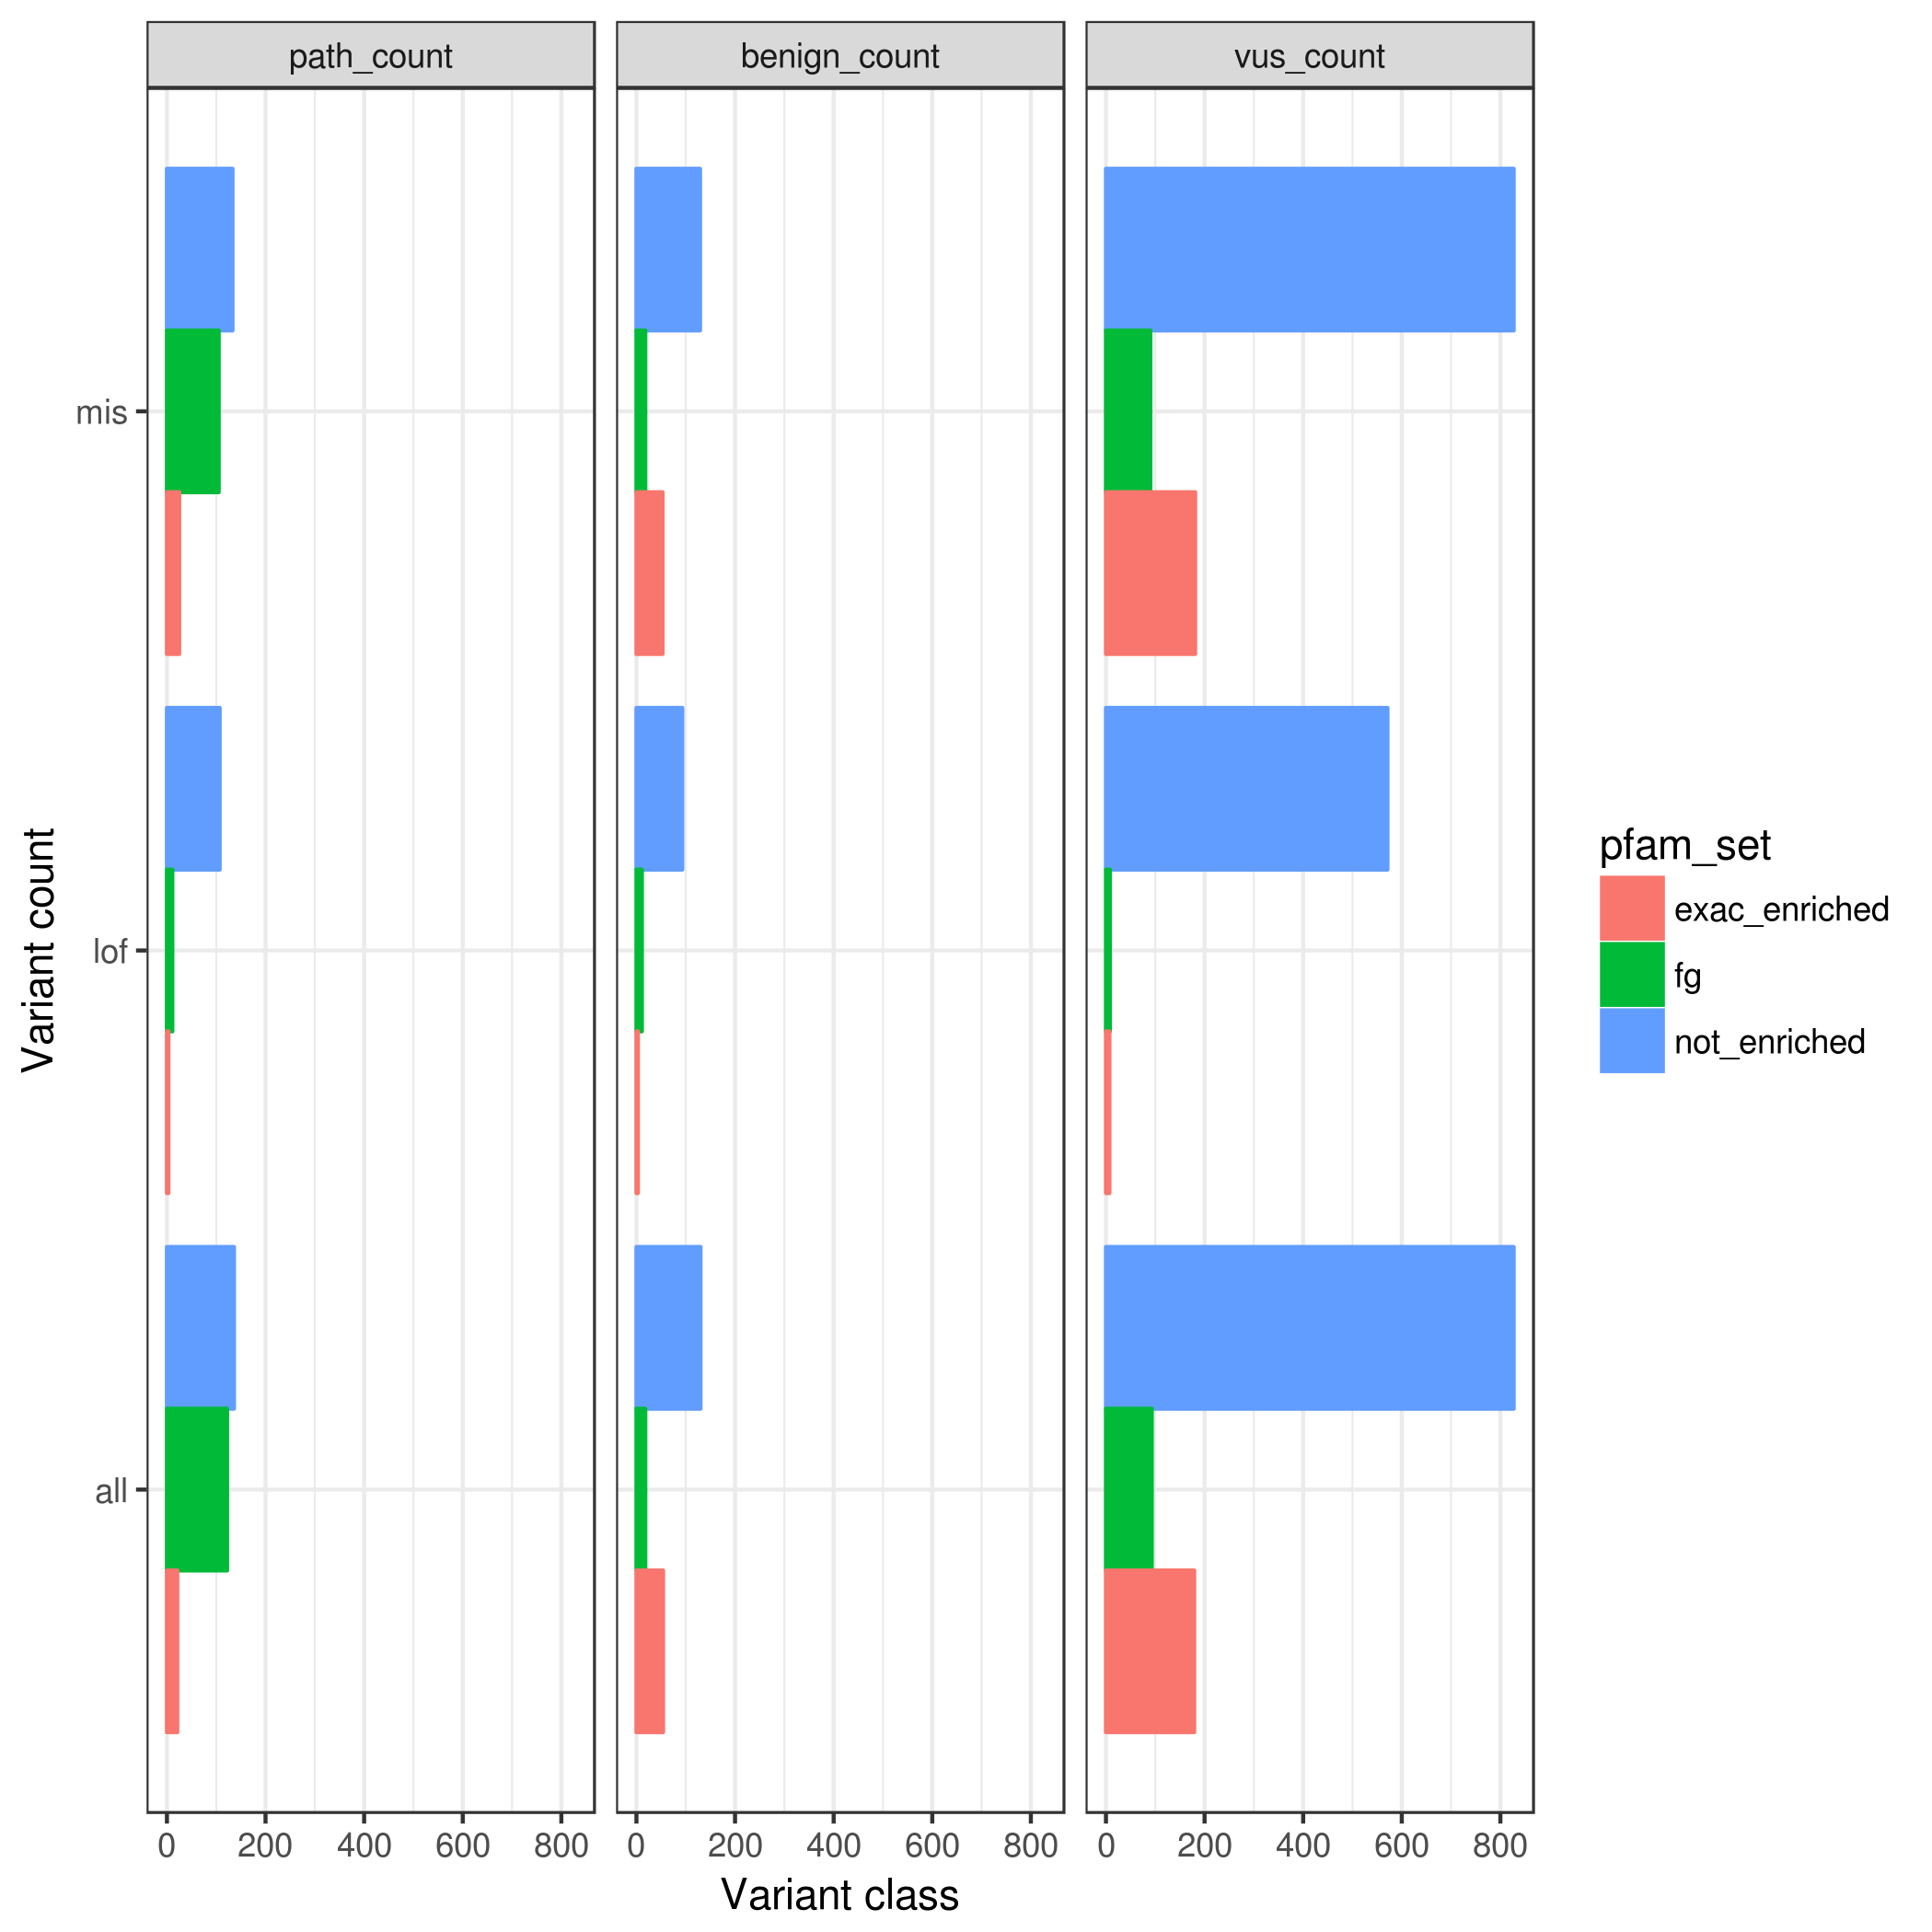 path_count benign_count vus_count
mis
lof
all
Variant count
0 200 400 600 800 0 200 400 600 800 0 200 400 600 800
Variant class
pfam_set
exac_enriched
fg
not_enriched